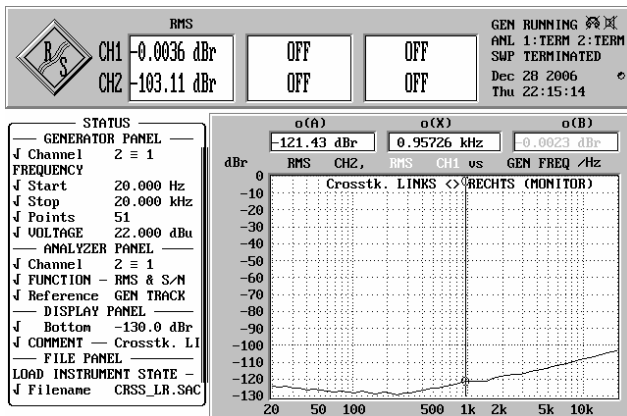 RMS
CH1 -0.0036 dBr
CH2 -103.11 dBr
OFF
OFF
OFF
OFF
GEN RUNNING
ANL 1:TERM 2:TERM
SWP TERMINATED
Dec 28 2006
Thu 22:15:14
R S
STATUS
GENERATOR PANEL
Channel 2 ≡ 1
FREQUENCY
Start 20.000 Hz
Stop 20.000 kHz
Points 51
VOLTAGE 22.000 dBu
ANALYZER PANEL
Channel 2 ≡ 1
FUNCTION - RMS & S/N
Reference GEN TRACK
DISPLAY PANEL
Bottom -130.0 dBr
COMMENT — Crosstk. LI
FILE PANEL
LOAD INSTRUMENT STATE -
Filename CRSS_LR.SAC
o(A) o(X) o(B)
-121.43 dBr 0.95726 kHz -0.0023 dBr
dBr RMS CH2, RMS CH1 vs GEN FREQ /Hz
Crosstk. LINKS <> RECHTS (MONITOR)
0
-10
-20
-30
-40
-50
-60
-70
-80
-90
-100
-110
-120
-130
20 50 100 500 1k 2k 5k 10k